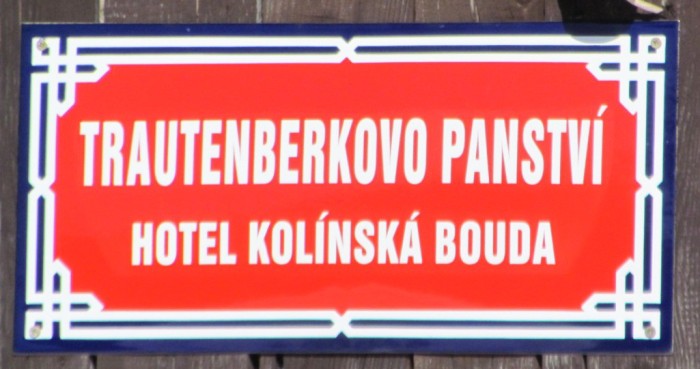 TRAUTENBERKOVO PANSTVÍ
HOTEL KOLÍNSKÁ BOUDA